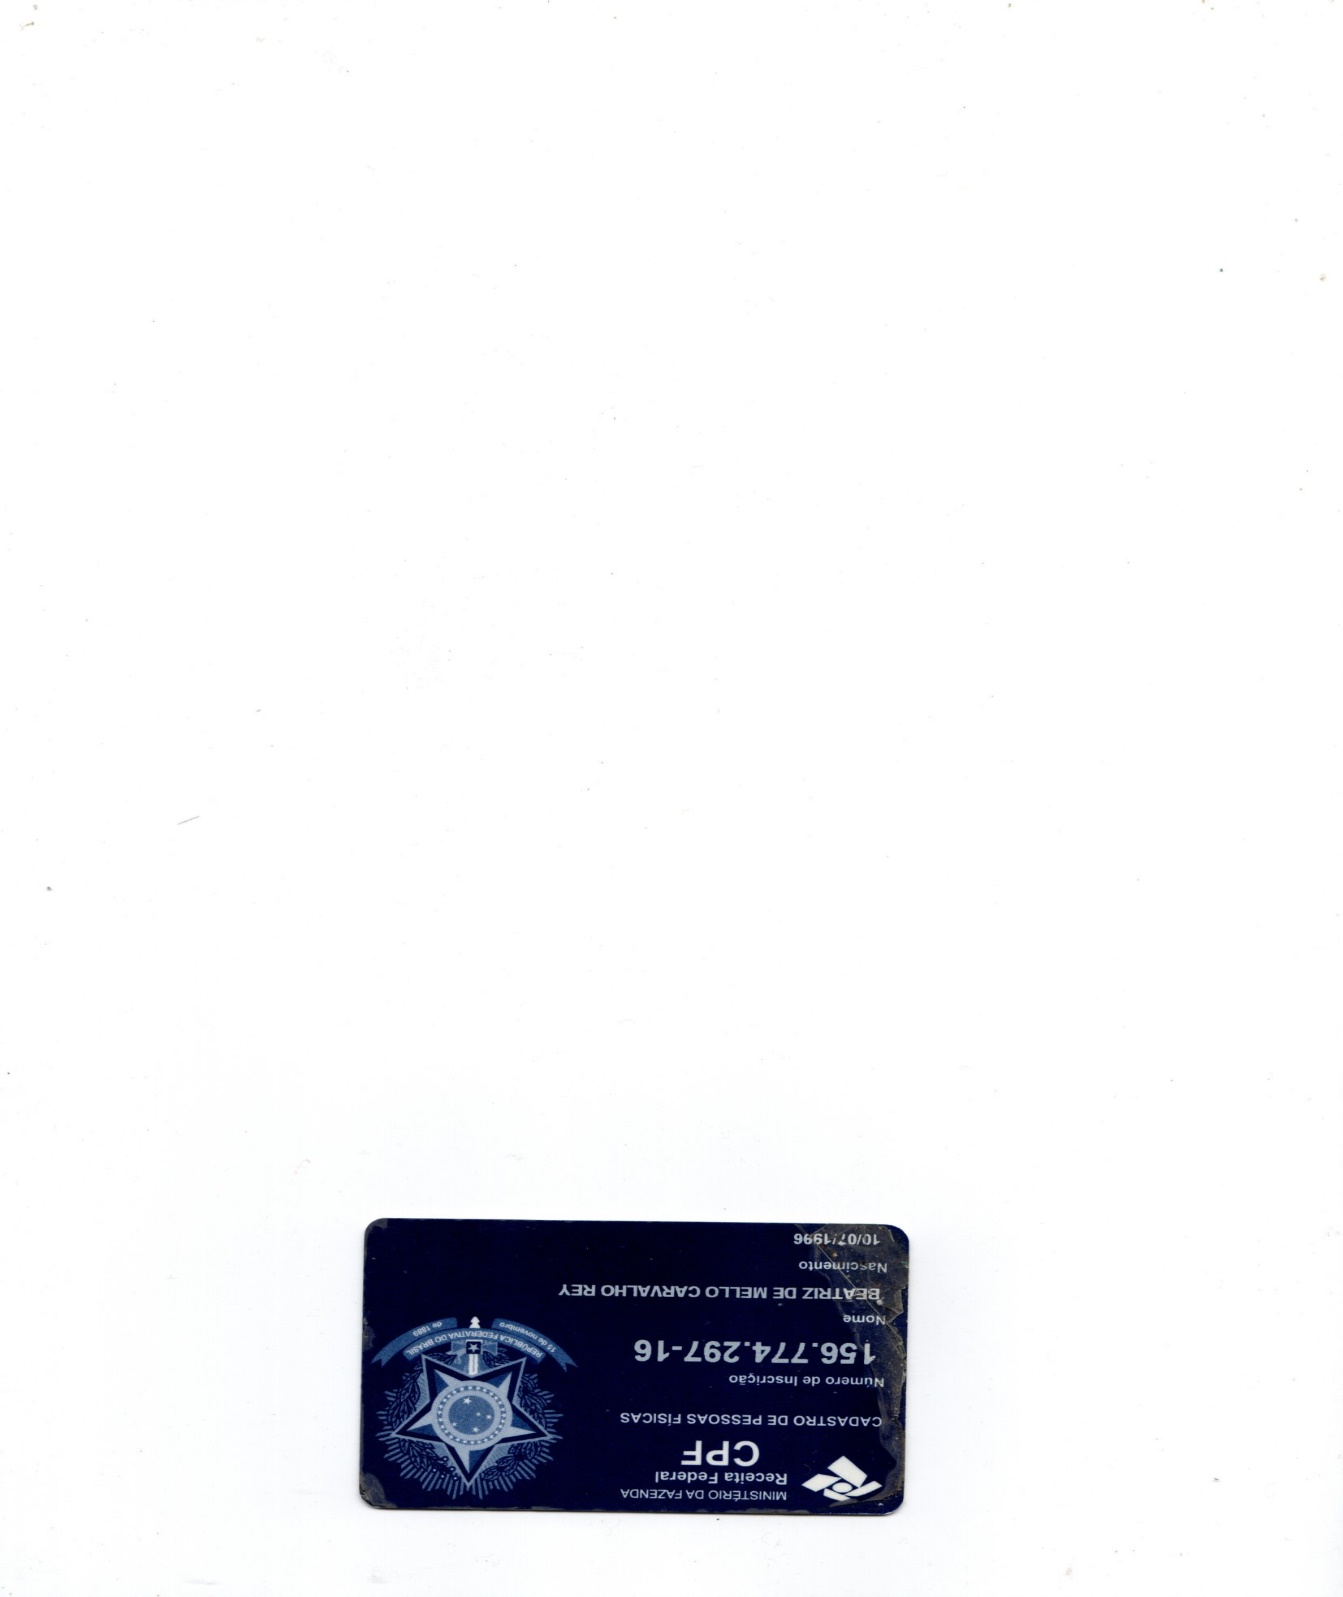 MINISTÉRIO DA FAZENDA
Receita Federal
CPF
CADASTRO DE PESSOAS FÍSICAS
Número de Inscrição
156.774.297-16
Nome
BEATRIZ DE MELLO CARVALHO REY
Nascimento
10/07/1996
REPÚBLICA FEDERATIVA DO BRASIL
15 de novembro
de 1889